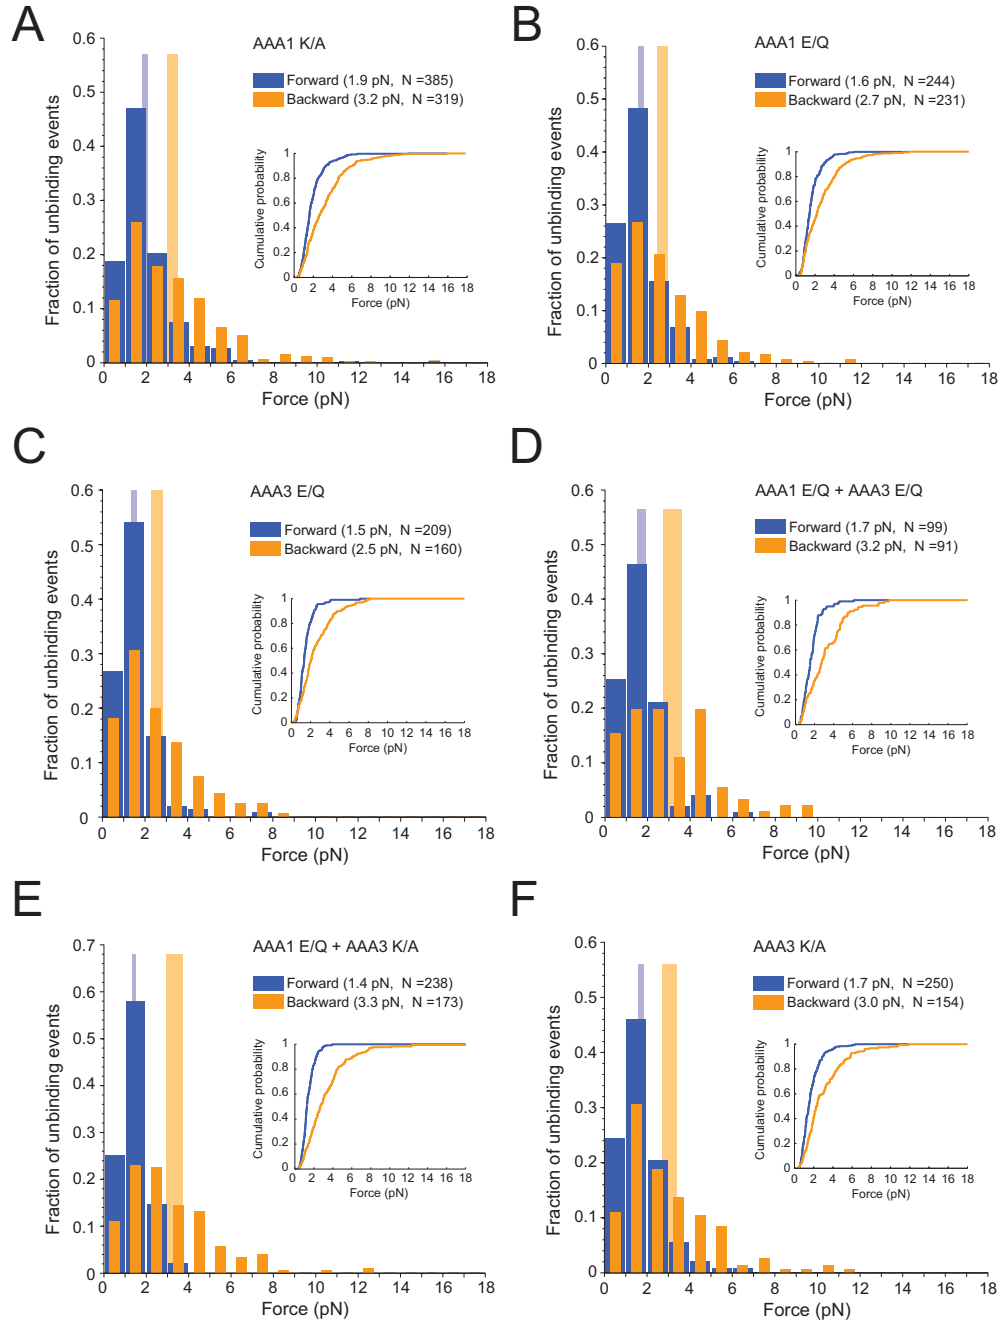 A
AAA1 K/A
Forward (1.9 pN, N =385)
Backward (3.2 pN, N =319)
Fraction of unbinding events
0.6
0.5
0.4
0.3
0.2
0.1
0
0 2 4 6 8 10 12 14 16 18
Force (pN)
Cumulative probability
1
0.8
0.6
0.4
0.2
0
0 2 4 6 8 10 12 14 16 18
Force (pN)
B
AAA1 E/Q
Forward (1.6 pN, N =244)
Backward (2.7 pN, N =231)
Fraction of unbinding events
0.6
0.5
0.4
0.3
0.2
0.1
0
0 2 4 6 8 10 12 14 16 18
Force (pN)
Cumulative probability
1
0.8
0.6
0.4
0.2
0
0 2 4 6 8 10 12 14 16 18
Force (pN)
C
AAA3 E/Q
Forward (1.5 pN, N =209)
Backward (2.5 pN, N =160)
Fraction of unbinding events
0.6
0.5
0.4
0.3
0.2
0.1
0
0 2 4 6 8 10 12 14 16 18
Force (pN)
Cumulative probability
1
0.8
0.6
0.4
0.2
0
0 2 4 6 8 10 12 14 16 18
Force (pN)
D
AAA1 E/Q + AAA3 E/Q
Forward (1.7 pN, N =99)
Backward (3.2 pN, N =91)
Fraction of unbinding events
0.6
0.5
0.4
0.3
0.2
0.1
0
0 2 4 6 8 10 12 14 16 18
Force (pN)
Cumulative probability
1
0.8
0.6
0.4
0.2
0
0 2 4 6 8 10 12 14 16 18
Force (pN)
E
AAA1 E/Q + AAA3 K/A
Forward (1.4 pN, N =238)
Backward (3.3 pN, N =173)
Fraction of unbinding events
0.7
0.6
0.5
0.4
0.3
0.2
0.1
0
0 2 4 6 8 10 12 14 16 18
Force (pN)
Cumulative probability
1
0.8
0.6
0.4
0.2
0
0 2 4 6 8 10 12 14 16 18
Force (pN)
F
AAA3 K/A
Forward (1.7 pN, N =250)
Backward (3.0 pN, N =154)
Fraction of unbinding events
0.6
0.5
0.4
0.3
0.2
0.1
0
0 2 4 6 8 10 12 14 16 18
Force (pN)
Cumulative probability
1
0.8
0.6
0.4
0.2
0
0 2 4 6 8 10 12 14 16 18
Force (pN)